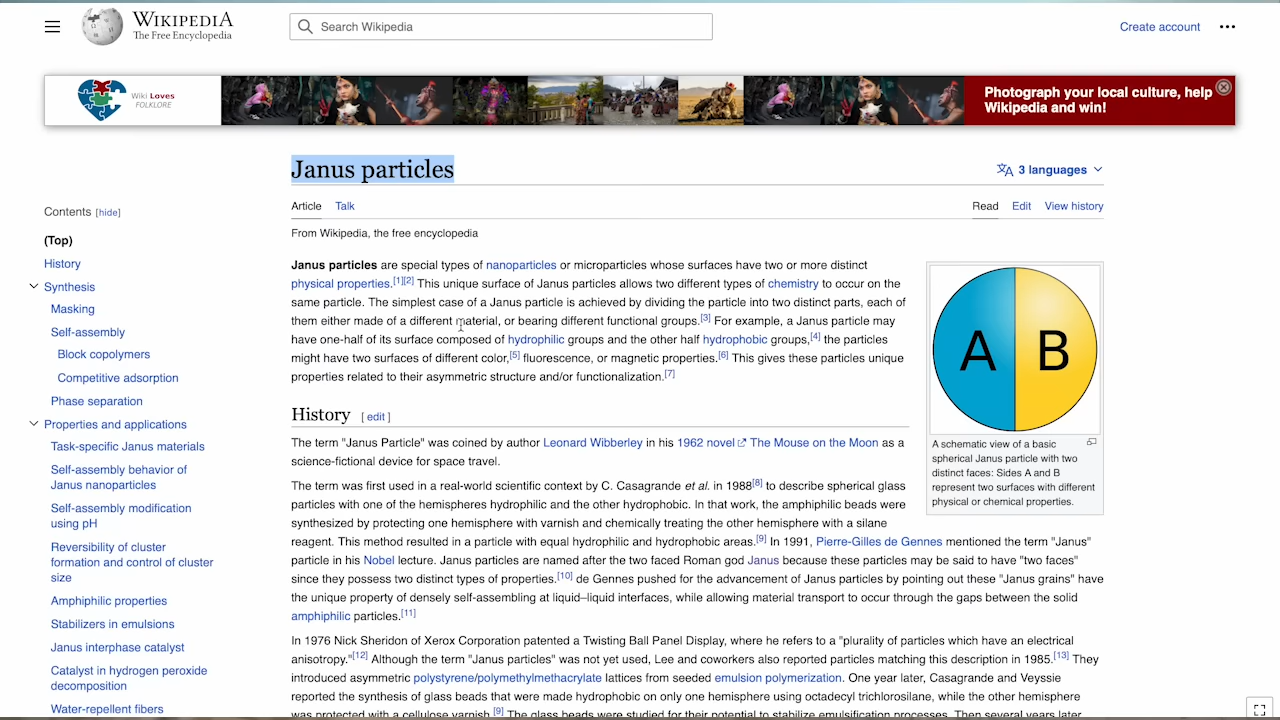 WIKIPEDIA
The Free Encyclopedia
Search Wikipedia
Create account
Wiki Loves
FOLKLORE
Photograph your local culture, help
Wikipedia and win!
Janus particles
3 languages
Contents [hide]
(Top)
History
Synthesis
Masking
Self-assembly
Block copolymers
Competitive adsorption
Phase separation
Properties and applications
Task-specific Janus materials
Self-assembly behavior of
Janus nanoparticles
Self-assembly modification
using pH
Reversibility of cluster
formation and control of cluster
size
Amphiphilic properties
Stabilizers in emulsions
Janus interphase catalyst
Catalyst in hydrogen peroxide
decomposition
Water-repellent fibers
Article Talk
Read Edit View history
From Wikipedia, the free encyclopedia
Janus particles are special types of nanoparticles or microparticles whose surfaces have two or more distinct
physical properties.[1][2] This unique surface of Janus particles allows two different types of chemistry to occur on the
same particle. The simplest case of a Janus particle is achieved by dividing the particle into two distinct parts, each of
them either made of a different material, or bearing different functional groups.[3] For example, a Janus particle may
have one-half of its surface composed of hydrophilic groups and the other half hydrophobic groups,[4] the particles
might have two surfaces of different color,[5] fluorescence, or magnetic properties.[6] This gives these particles unique
properties related to their asymmetric structure and/or functionalization.[7]
A B
A schematic view of a basic
spherical Janus particle with two
distinct faces: Sides A and B
represent two surfaces with different
physical or chemical properties.
History [ edit ]
The term "Janus Particle" was coined by author Leonard Wibberley in his 1962 novel The Mouse on the Moon as a
science-fictional device for space travel.
The term was first used in a real-world scientific context by C. Casagrande et al. in 1988[8] to describe spherical glass
particles with one of the hemispheres hydrophilic and the other hydrophobic. In that work, the amphiphilic beads were
synthesized by protecting one hemisphere with varnish and chemically treating the other hemisphere with a silane
reagent. This method resulted in a particle with equal hydrophilic and hydrophobic areas.[9] In 1991, Pierre-Gilles de Gennes mentioned the term "Janus"
particle in his Nobel lecture. Janus particles are named after the two faced Roman god Janus because these particles may be said to have "two faces"
since they possess two distinct types of properties.[10] de Gennes pushed for the advancement of Janus particles by pointing out these "Janus grains" have
the unique property of densely self-assembling at liquid–liquid interfaces, while allowing material transport to occur through the gaps between the solid
amphiphilic particles.[11]
In 1976 Nick Sheridon of Xerox Corporation patented a Twisting Ball Panel Display, where he refers to a "plurality of particles which have an electrical
anisotropy."[12] Although the term "Janus particles" was not yet used, Lee and coworkers also reported particles matching this description in 1985.[13] They
introduced asymmetric polystyrene/polymethylmethacrylate lattices from seeded emulsion polymerization. One year later, Casagrande and Veyssie
reported the synthesis of glass beads that were made hydrophobic on only one hemisphere using octadecyl trichlorosilane, while the other hemisphere
was protected with a cellulose varnish.[9] The glass beads were studied for their potential to stabilize emulsification processes. Then several years later